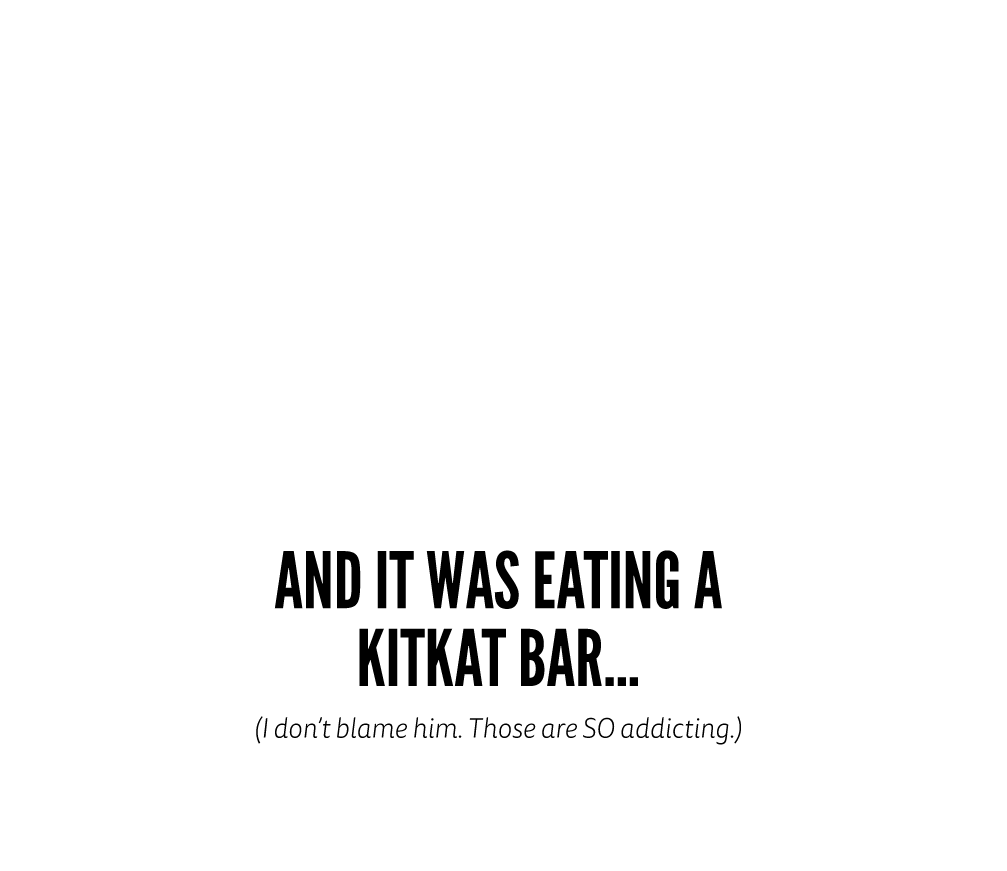 AND IT WAS EATING A
KITKAT BAR...
(I don't blame him. Those are SO addicting.)